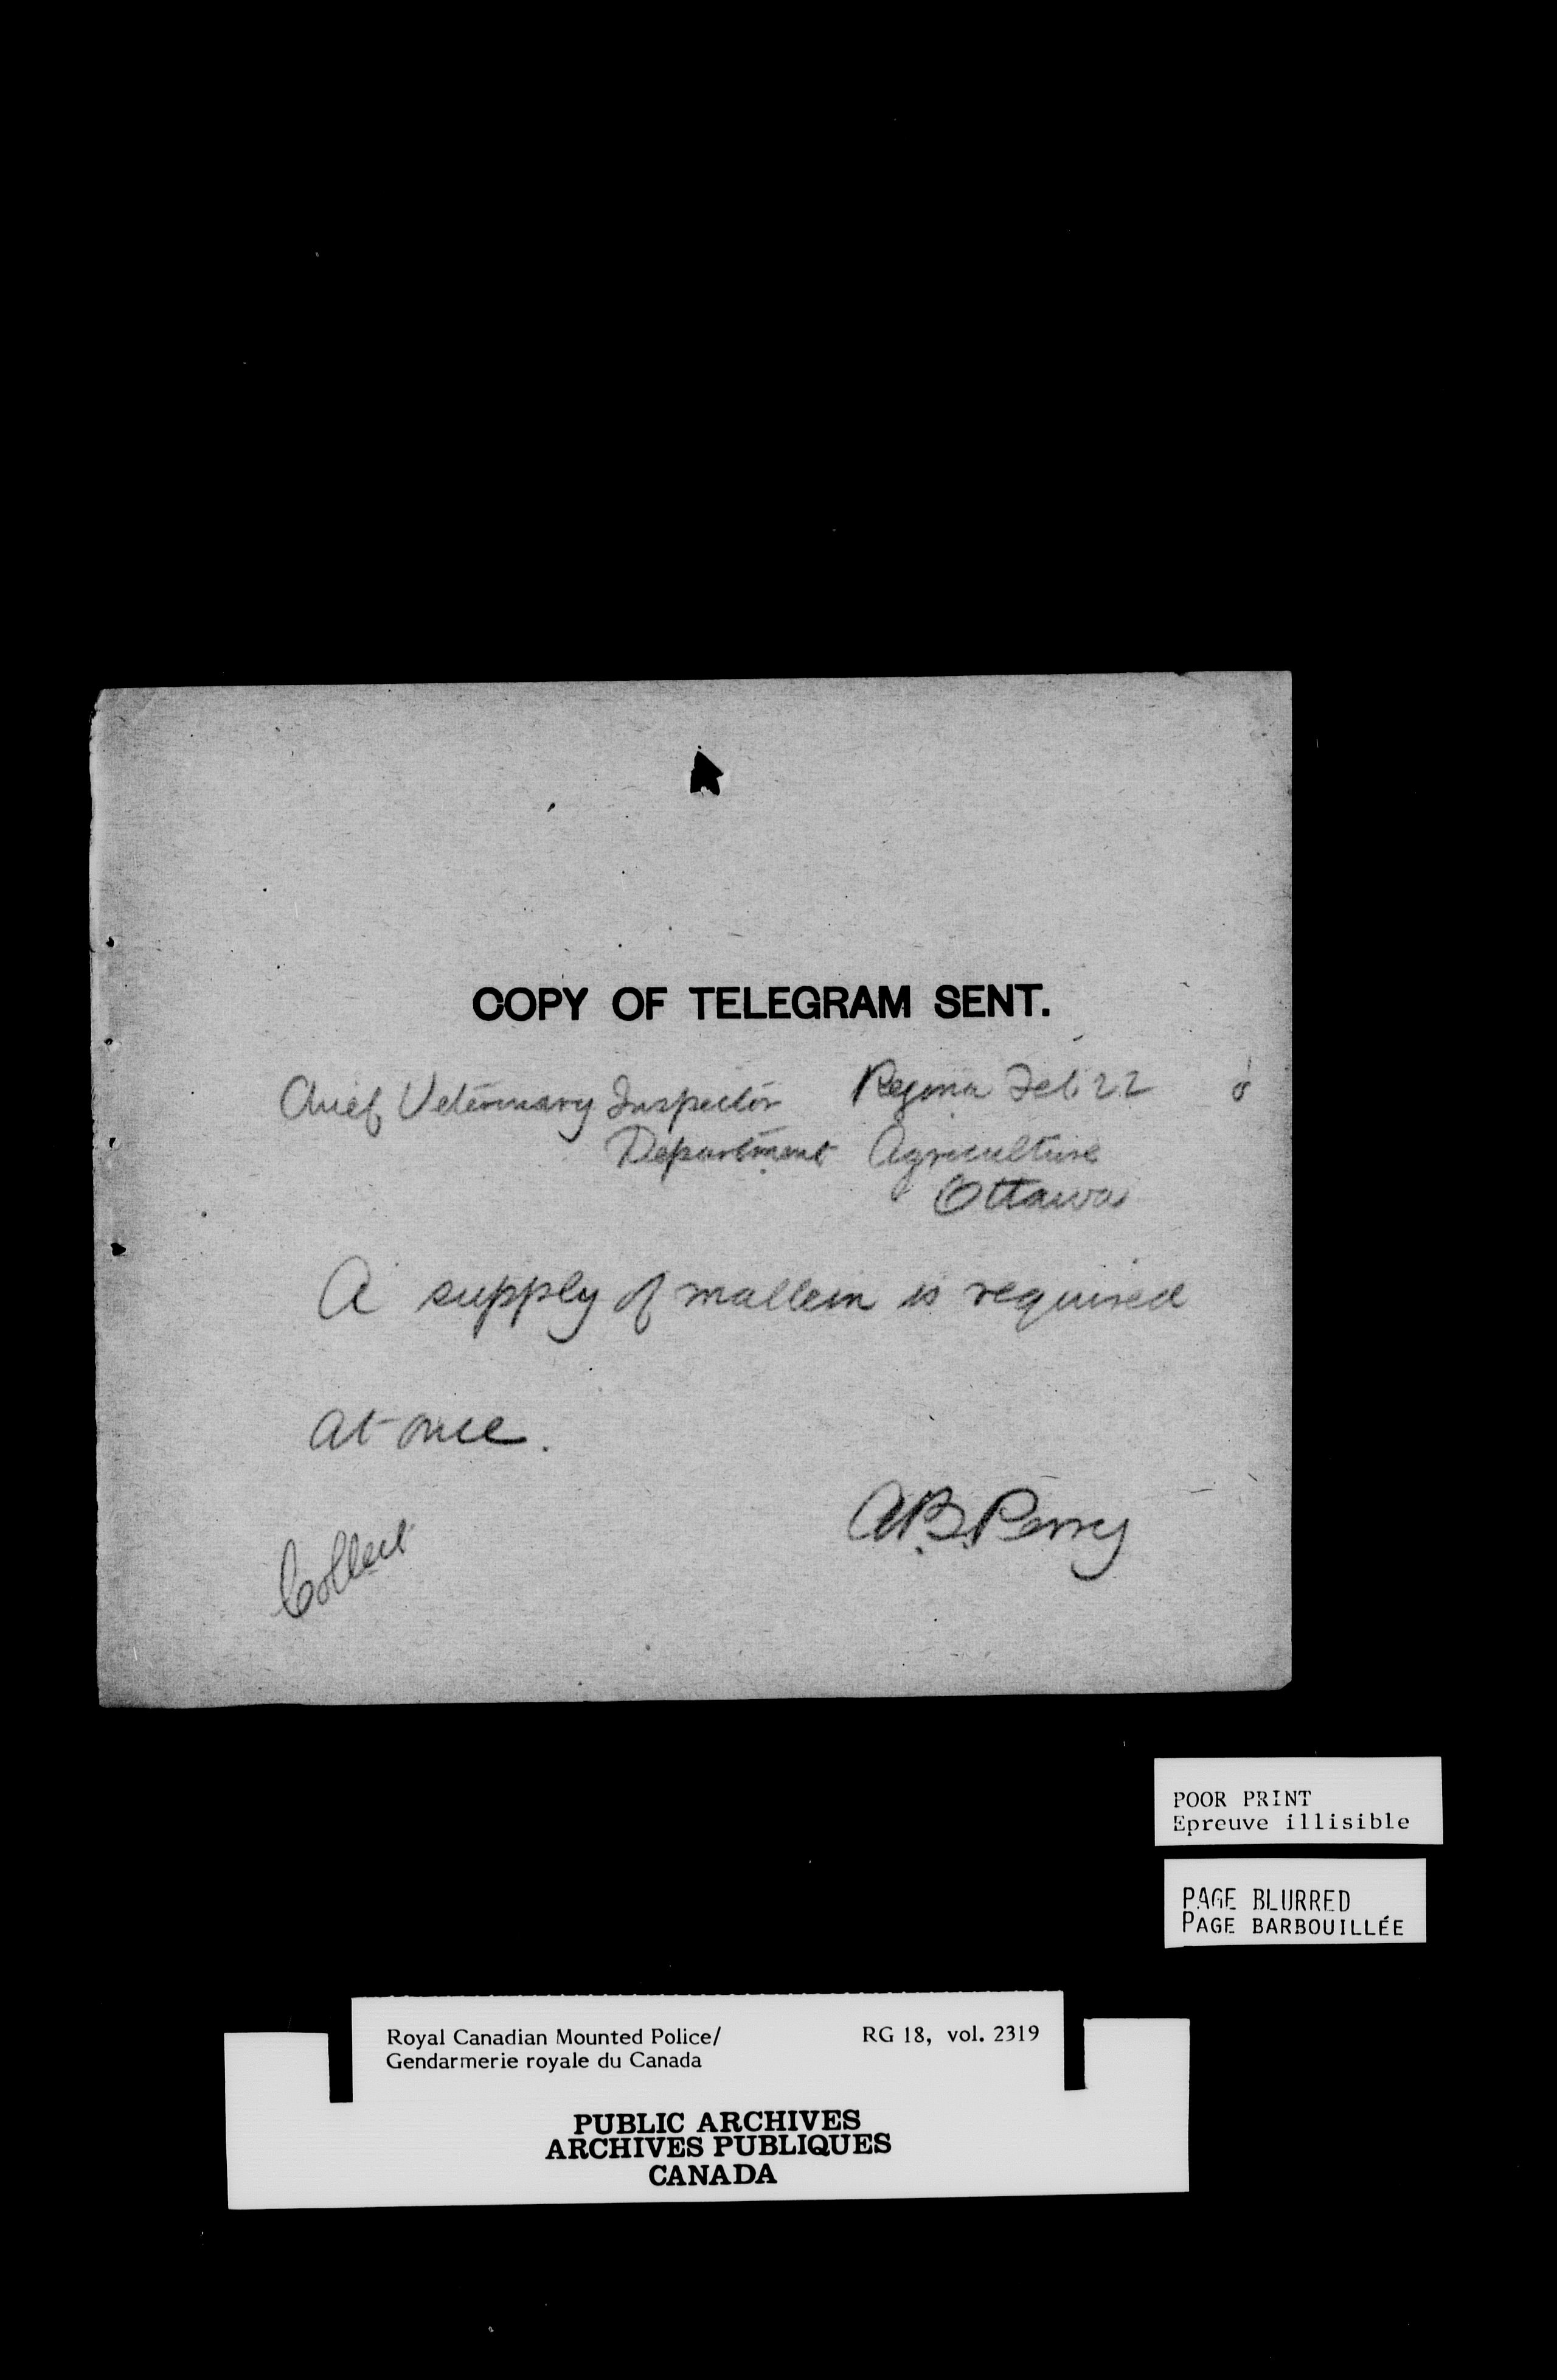 COPY OF TELEGRAM SENT.
Regina Feb. 22
Chief Veterinary Inspector
Department Agriculture
Ottawa
A supply of mallein is required
at once.
A.B. Perry
Collect
POOR PRINT
Epreuve illisible
PAGE BLURRED
PAGE BARBOUILLÉE
Royal Canadian Mounted Police/ RG 18, vol. 2319
Gendarmerie royale du Canada
PUBLIC ARCHIVES
ARCHIVES PUBLIQUES
CANADA